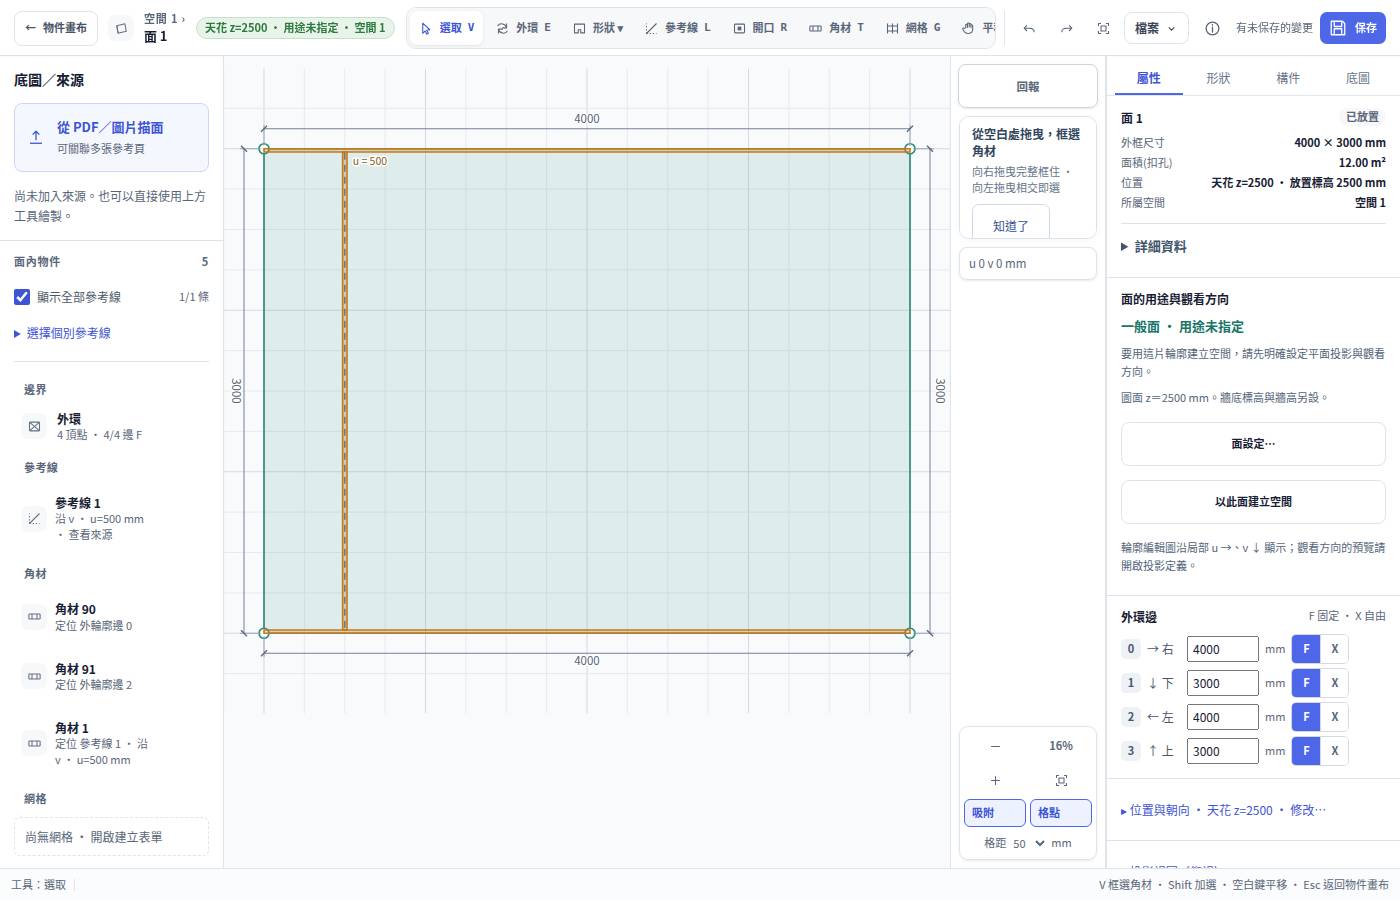 ← 物件畫布
空間 1 ›
面 1
天花 z=2500 · 用途未指定 · 空間 1
選取 V
外環 E
形狀▼
參考線 L
開口 R
角材 T
網格 G
檔案
有未保存的變更
保存
底圖／來源
從 PDF／圖片描面
可關聯多張參考頁
尚未加入來源。也可以直接使用上方
工具繪製。
面內物件 5
顯示全部參考線 1/1 條
▶ 選擇個別參考線
邊界
外環
4 頂點 · 4/4 邊 F
參考線
參考線 1
沿 v · u=500 mm
· 查看來源
角材
角材 90
定位 外輪廓邊 0
角材 91
定位 外輪廓邊 2
角材 1
定位 參考線 1 · 沿
v · u=500 mm
網格
尚無網格 · 開啟建立表單
4000
u = 500
3000
3000
4000
回報
從空白處拖曳，框選
角材
向右拖曳完整框住 ·
向左拖曳相交即選
知道了
u 0 v 0 mm
— 16%
+
吸附
格點
格距 50 mm
屬性
形狀
構件
底圖
面 1 已放置
外框尺寸 4000 × 3000 mm
面積(扣孔) 12.00 m²
位置 天花 z=2500 · 放置標高 2500 mm
所屬空間 空間 1
▶ 詳細資料
面的用途與觀看方向
一般面 · 用途未指定
要用這片輪廓建立空間，請先明確設定平面投影與觀看
方向。
圖面 z＝2500 mm。牆底標高與牆高另設。
面設定…
以此面建立空間
輪廓編輯圖沿局部 u →、v ↓ 顯示；觀看方向的預覽請
開啟投影定義。
外環邊 F 固定 · X 自由
0 → 右 4000 mm F X
1 ↓ 下 3000 mm F X
2 ← 左 4000 mm F X
3 ↑ 上 3000 mm F X
▸ 位置與朝向 · 天花 z=2500 · 修改…
工具：選取
V 框選角材 · Shift 加選 · 空白鍵平移 · Esc 返回物件畫布